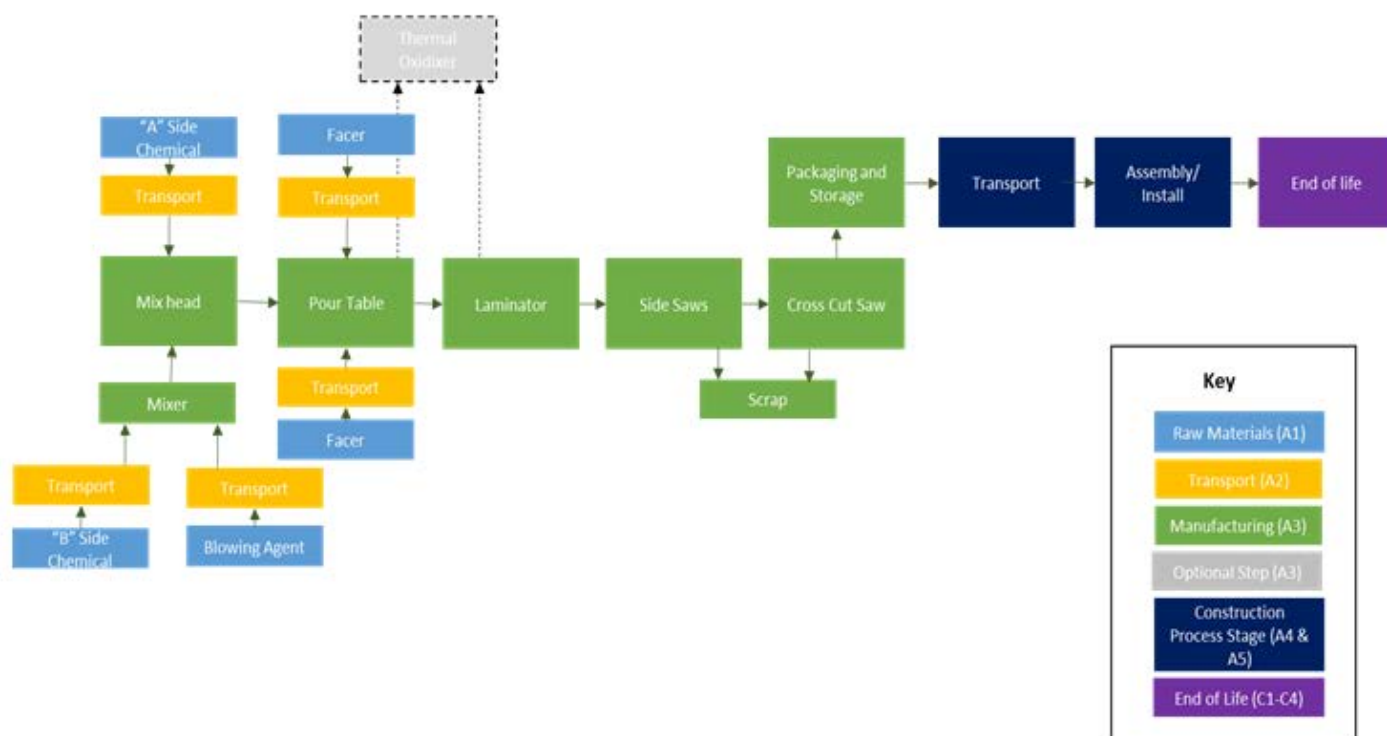 Thermal
Oxidixer
"A" Side
Chemical
Facer
Transport
Transport
Packaging and
Storage
Transport
Assembly/
Install
End of life
Mix head
Pour Table
Laminator
Side Saws
Cross Cut Saw
Transport
Mixer
Scrap
Facer
Transport
Transport
"B" Side
Chemical
Blowing Agent
Key
Raw Materials (A1)
Transport (A2)
Manufacturing (A3)
Optional Step (A3)
Construction
Process Stage (A4 &
A5)
End of Life (C1-C4)